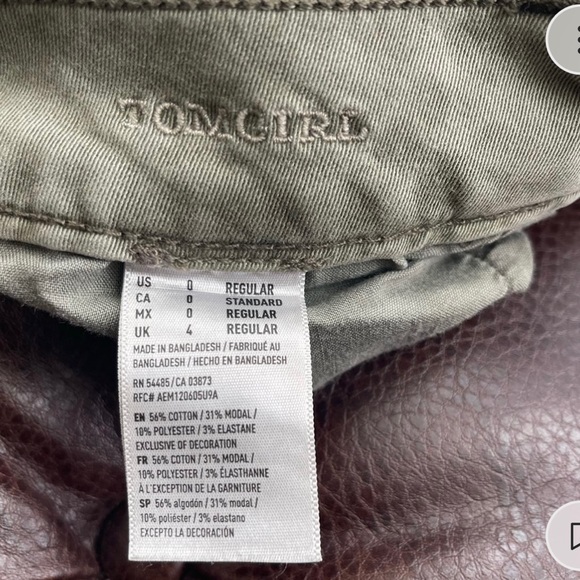 TOMGIRL
US 0 REGULAR
CA 0 STANDARD
MX 0 REGULAR
UK 4 REGULAR
MADE IN BANGLADESH / FABRIQUÉ AU
BANGLADESH / HECHO EN BANGLADESH
RN 54485/CA 03873
RFC# AEM120605U9A
EN 56% COTTON / 31% MODAL /
10% POLYESTER / 3% ELASTANE
EXCLUSIVE OF DECORATION
FR 56% COTON / 31% MODAL /
10% POLYESTER / 3% ÉLASTHANNE
À L'EXCEPTION DE LA GARNITURE
SP 56% algodón / 31% modal /
10% poliéster / 3% elastano
EXCEPTO LA DECORACIÓN